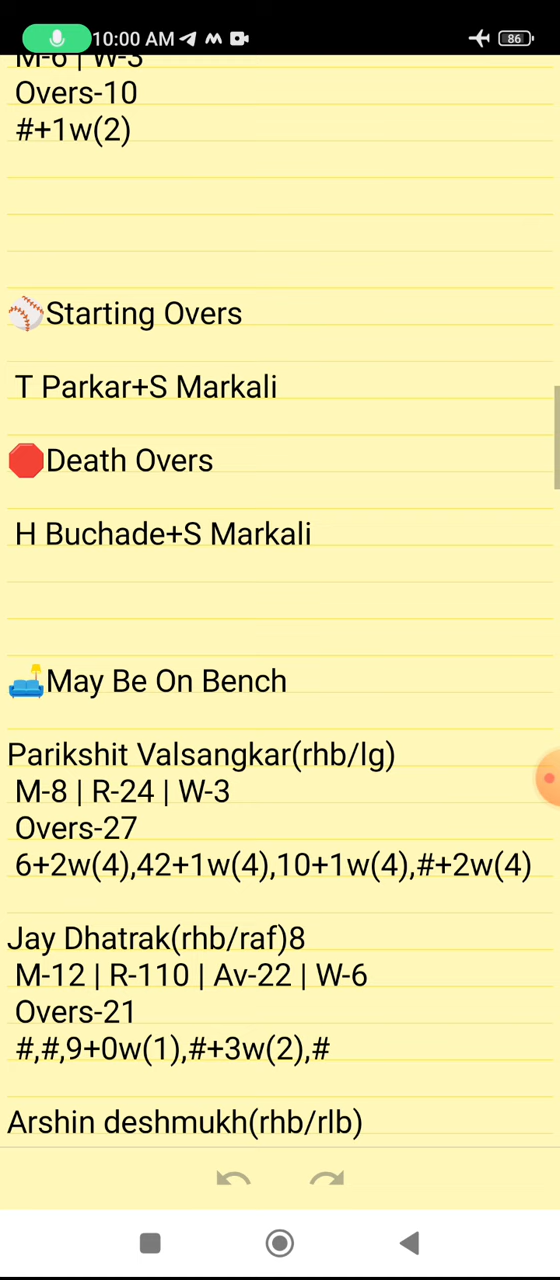 10:00 AM
86
M-6 | W-3
Overs-10
#+1w(2)
Starting Overs
T Parkar+S Markali
Death Overs
H Buchade+S Markali
May Be On Bench
Parikshit Valsangkar(rhb/lg)
M-8 | R-24 | W-3
Overs-27
6+2w(4),42+1w(4),10+1w(4),#+2w(4)
Jay Dhatrak(rhb/raf)8
M-12 | R-110 | Av-22 | W-6
Overs-21
#,#,9+0w(1),#+3w(2),#
Arshin deshmukh(rhb/rlb)